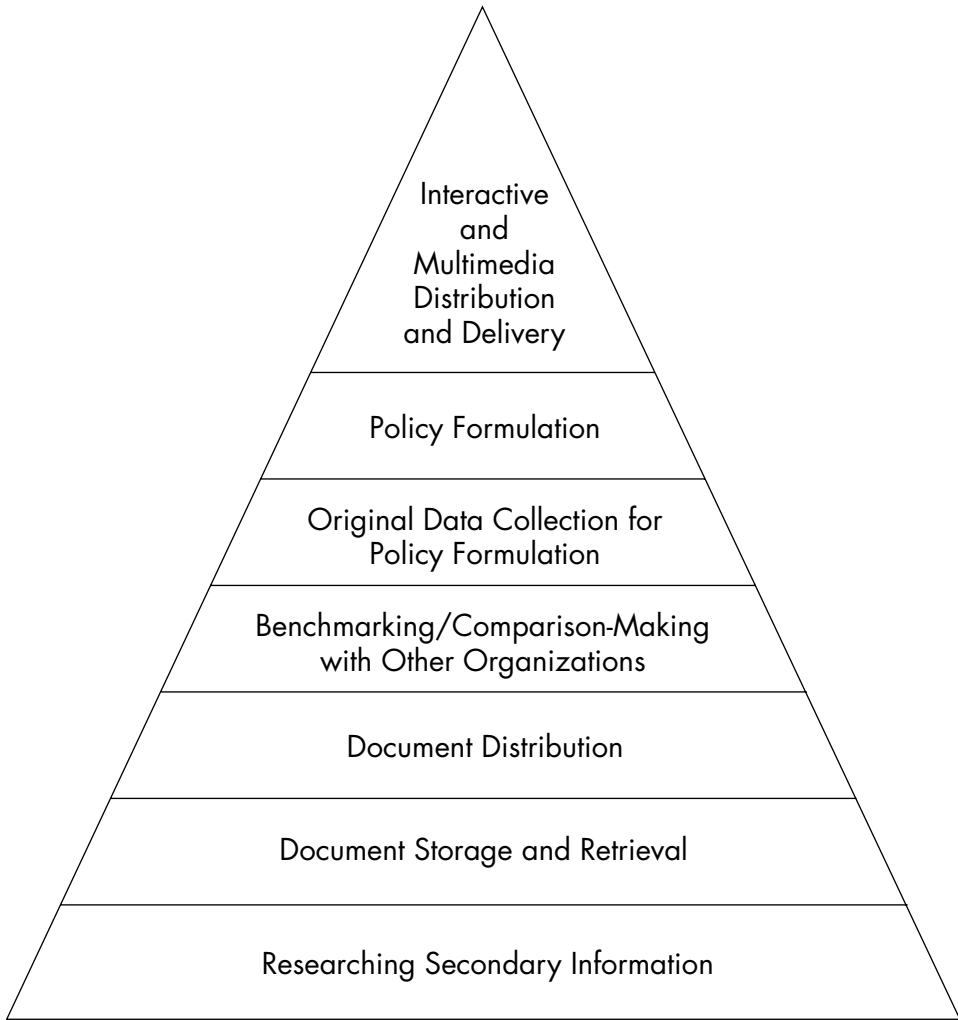 Interactive
and
Multimedia
Distribution
and Delivery
Policy Formulation
Original Data Collection for
Policy Formulation
Benchmarking/Comparison-Making
with Other Organizations
Document Distribution
Document Storage and Retrieval
Researching Secondary Information